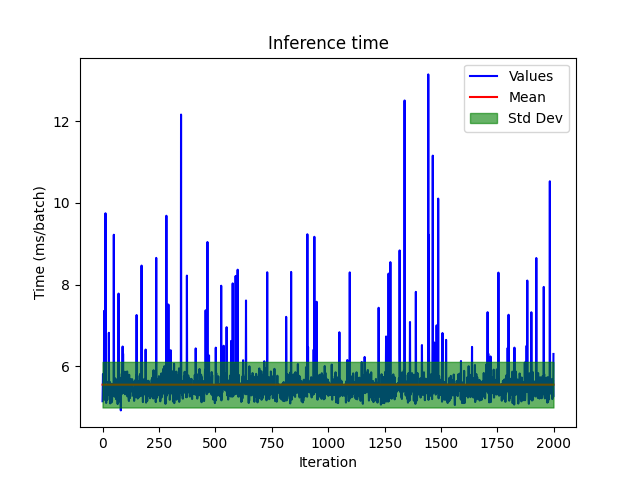 Inference time
Values
Mean
Std Dev
Time (ms/batch)
12
10
8
6
0 250 500 750 1000 1250 1500 1750 2000
Iteration